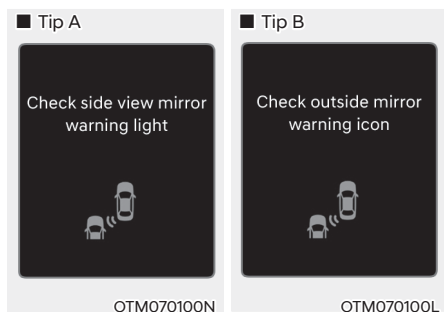 ■ Tip A
Check side view mirror
warning light
OTM070100N
■ Tip B
Check outside mirror
warning icon
OTM070100L